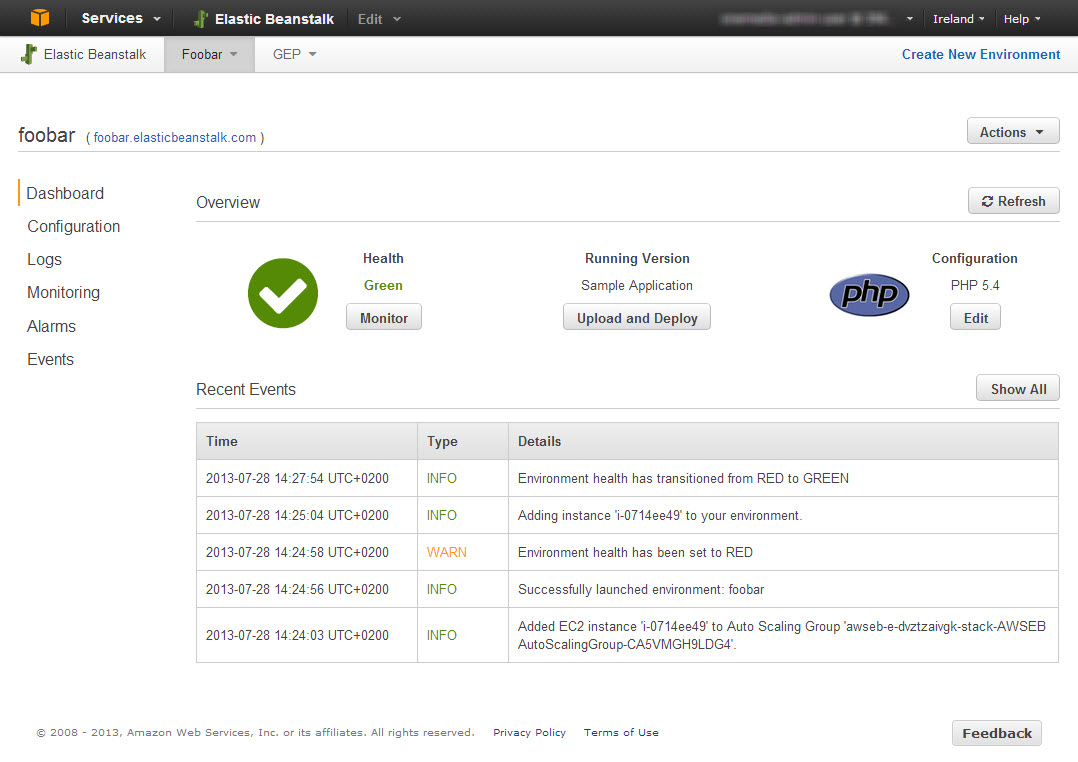 Services Elastic Beanstalk Edit Ireland Help
Elastic Beanstalk Foobar GEP Create New Environment
foobar ( foobar.elasticbeanstalk.com ) Actions
Dashboard
Configuration
Logs
Monitoring
Alarms
Events
Overview Refresh
Health
Green
Monitor
Running Version
Sample Application
Upload and Deploy
php
Configuration
PHP 5.4
Edit
Recent Events Show All
Time Type Details
2013-07-28 14:27:54 UTC+0200 INFO Environment health has transitioned from RED to GREEN
2013-07-28 14:25:04 UTC+0200 INFO Adding instance 'i-0714ee49' to your environment.
2013-07-28 14:24:58 UTC+0200 WARN Environment health has been set to RED
2013-07-28 14:24:56 UTC+0200 INFO Successfully launched environment: foobar
2013-07-28 14:24:03 UTC+0200 INFO Added EC2 instance 'i-0714ee49' to Auto Scaling Group 'awseb-e-dvztzaivgk-stack-AWSEB
AutoScalingGroup-CA5VMGH9LDG4'.
© 2008 - 2013, Amazon Web Services, Inc. or its affiliates. All rights reserved. Privacy Policy Terms of Use Feedback